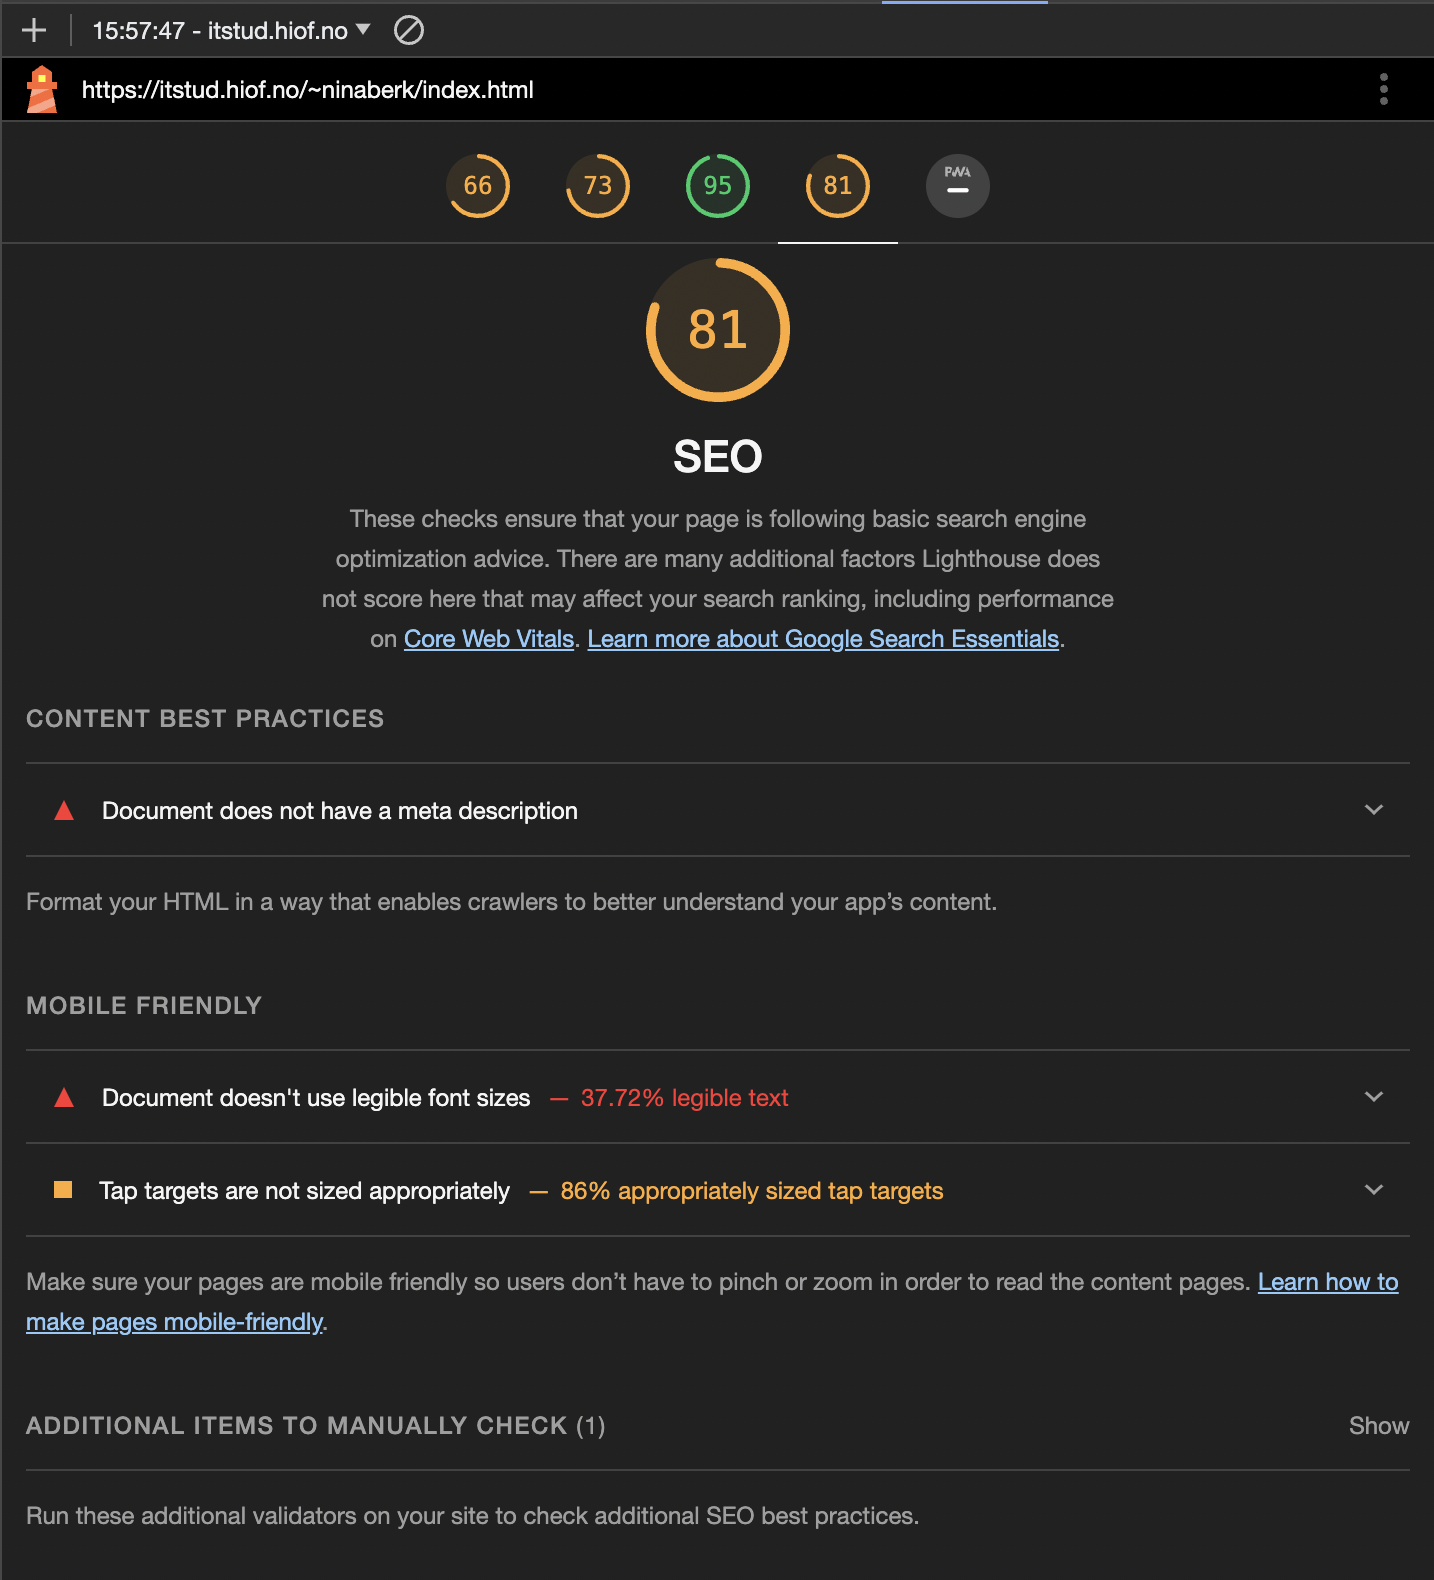 15:57:47 - itstud.hiof.no
https://itstud.hiof.no/~ninaberk/index.html
66 73 95 81 PWA
81
SEO
These checks ensure that your page is following basic search engine
optimization advice. There are many additional factors Lighthouse does
not score here that may affect your search ranking, including performance
on Core Web Vitals. Learn more about Google Search Essentials.
CONTENT BEST PRACTICES
Document does not have a meta description
Format your HTML in a way that enables crawlers to better understand your app’s content.
MOBILE FRIENDLY
Document doesn't use legible font sizes — 37.72% legible text
Tap targets are not sized appropriately — 86% appropriately sized tap targets
Make sure your pages are mobile friendly so users don’t have to pinch or zoom in order to read the content pages. Learn how to
make pages mobile-friendly.
ADDITIONAL ITEMS TO MANUALLY CHECK (1) Show
Run these additional validators on your site to check additional SEO best practices.